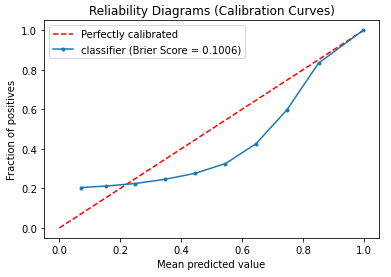 Reliability Diagrams (Calibration Curves)
Perfectly calibrated
classifier (Brier Score = 0.1006)
Fraction of positives
1.0
0.8
0.6
0.4
0.2
0.0
0.0 0.2 0.4 0.6 0.8 1.0
Mean predicted value